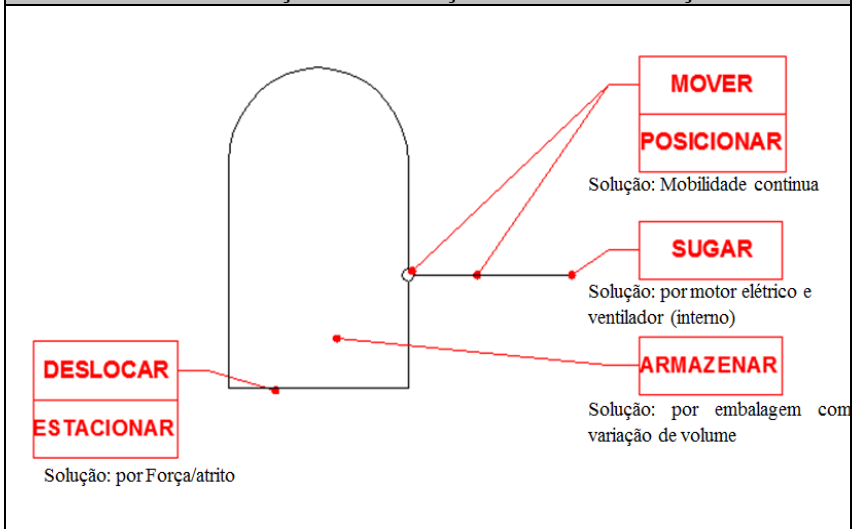 MOVER
POSICIONAR
Solução: Mobilidade continua
SUGAR
Solução: por motor elétrico e
ventilador (interno)
ARMAZENAR
Solução: por embalagem com
variação de volume
DESLOCAR
ESTACIONAR
Solução: por Força/atrito